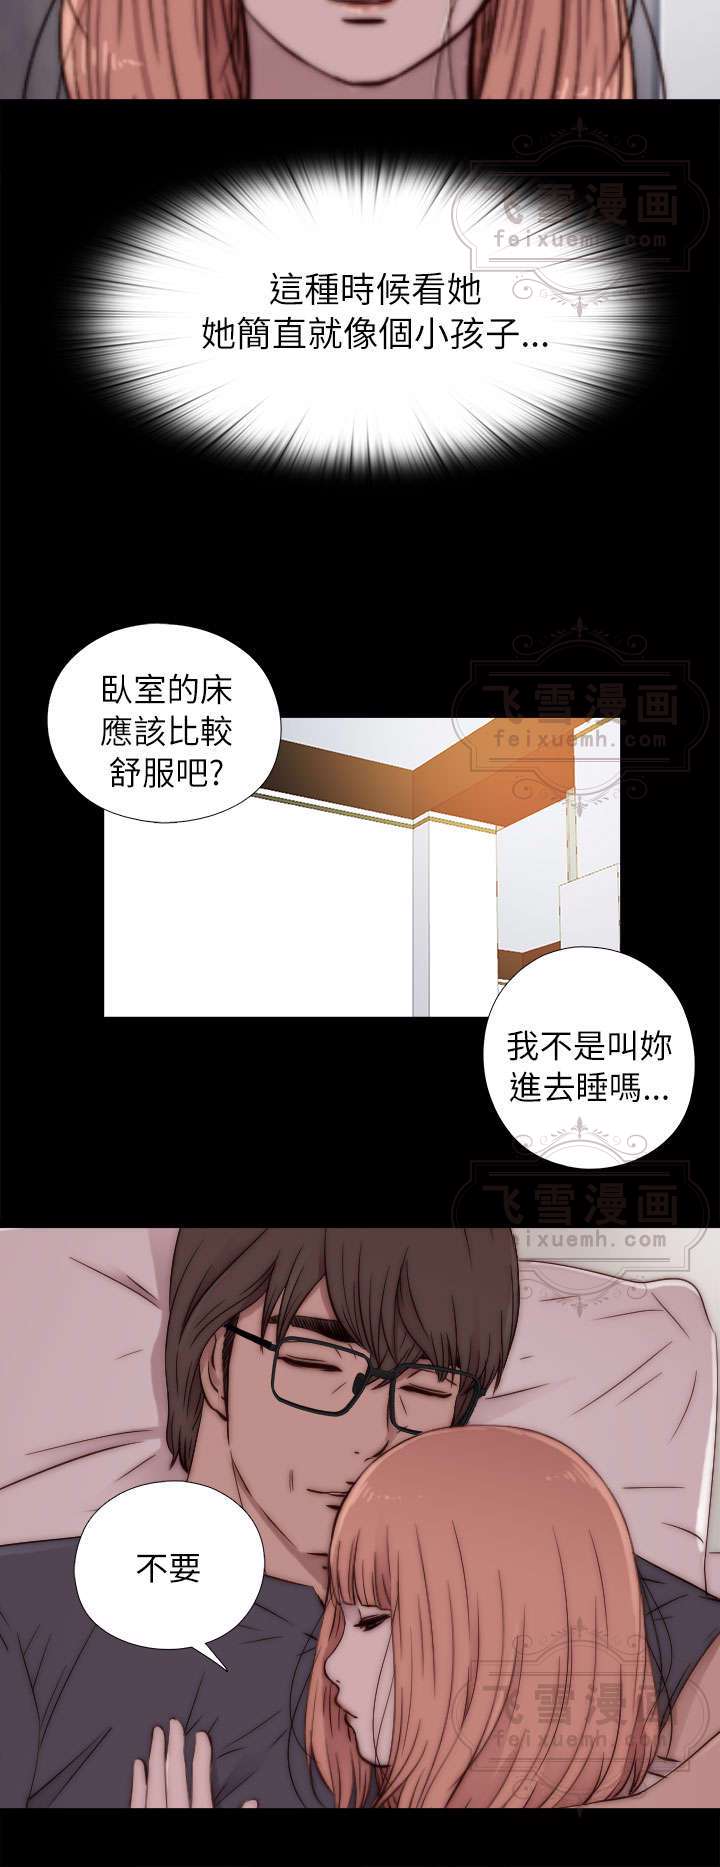 飞雪漫画
feixuemh.com
這種時候看她
她簡直就像個小孩子...
臥室的床
應該比較
舒服吧?
飞雪漫画
feixuemh.com
我不是叫妳
進去睡嗎...
飞雪漫画
feixuemh.com
不要
飞雪漫画
feixuemh.com